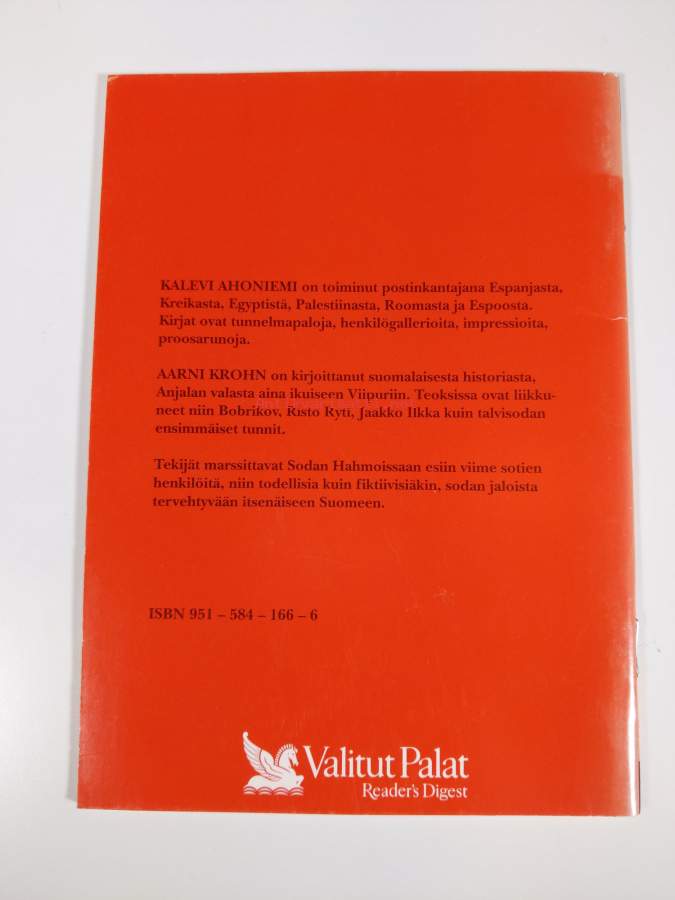 KALEVI AHONIEMI on toiminut postinkantajana Espanjasta,
Kreikasta, Egyptistä, Palestiinasta, Roomasta ja Espoosta.
Kirjat ovat tunnelmapaloja, henkilögallerioita, impressioita,
proosarunoja.
AARNI KROHN on kirjoittanut suomalaisesta historiasta,
Anjalan valasta aina ikuiseen Viipuriin. Teoksissa ovat liikku-
neet niin Bobrikov, Risto Ryti, Jaakko Ilkka kuin talvisodan
ensimmäiset tunnit.
Tekijät marssittavat Sodan Hahmoissaan esiin viime sotien
henkilöitä, niin todellisia kuin fiktiivisiäkin, sodan jaloista
tervehtyvään itsenäiseen Suomeen.
ISBN 951 – 584 – 166 – 6
Valitut Palat
Reader's Digest